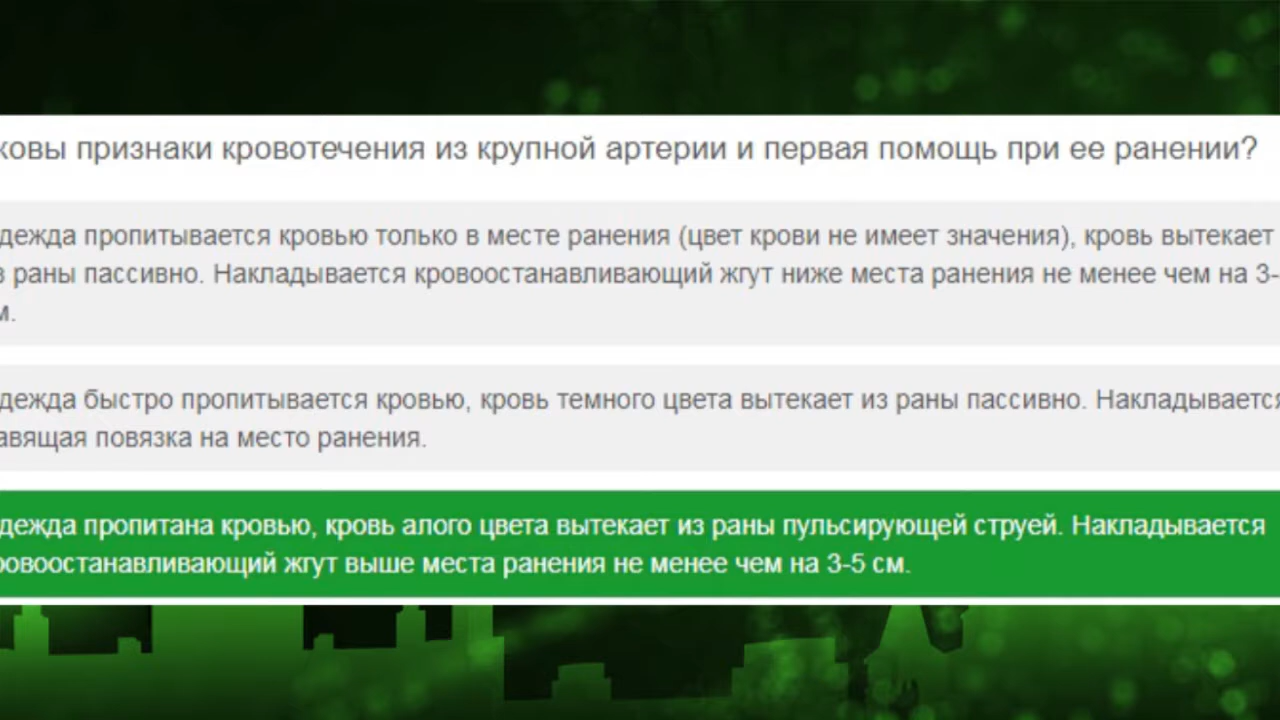 ковы признаки кровотечения из крупной артерии и первая помощь при ее ранении?
дежда пропитывается кровью только в месте ранения (цвет крови не имеет значения), кровь вытекает
з раны пассивно. Накладывается кровоостанавливающий жгут ниже места ранения не менее чем на 3-
м.
дежда быстро пропитывается кровью, кровь темного цвета вытекает из раны пассивно. Накладывается
авящая повязка на место ранения.
дежда пропитана кровью, кровь алого цвета вытекает из раны пульсирующей струей. Накладывается
ровоостанавливающий жгут выше места ранения не менее чем на 3-5 см.